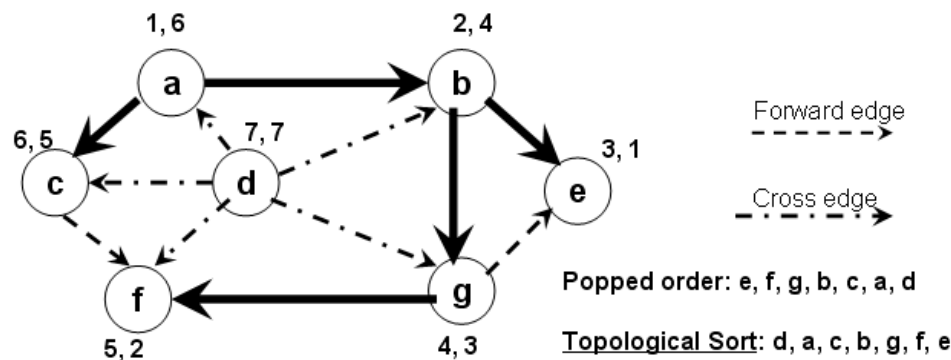 1, 6
2, 4
a
b
Forward edge
6, 5
7, 7
3, 1
c
d
e
Cross edge
f
g
Popped order: e, f, g, b, c, a, d
5, 2
4, 3
Topological Sort: d, a, c, b, g, f, e